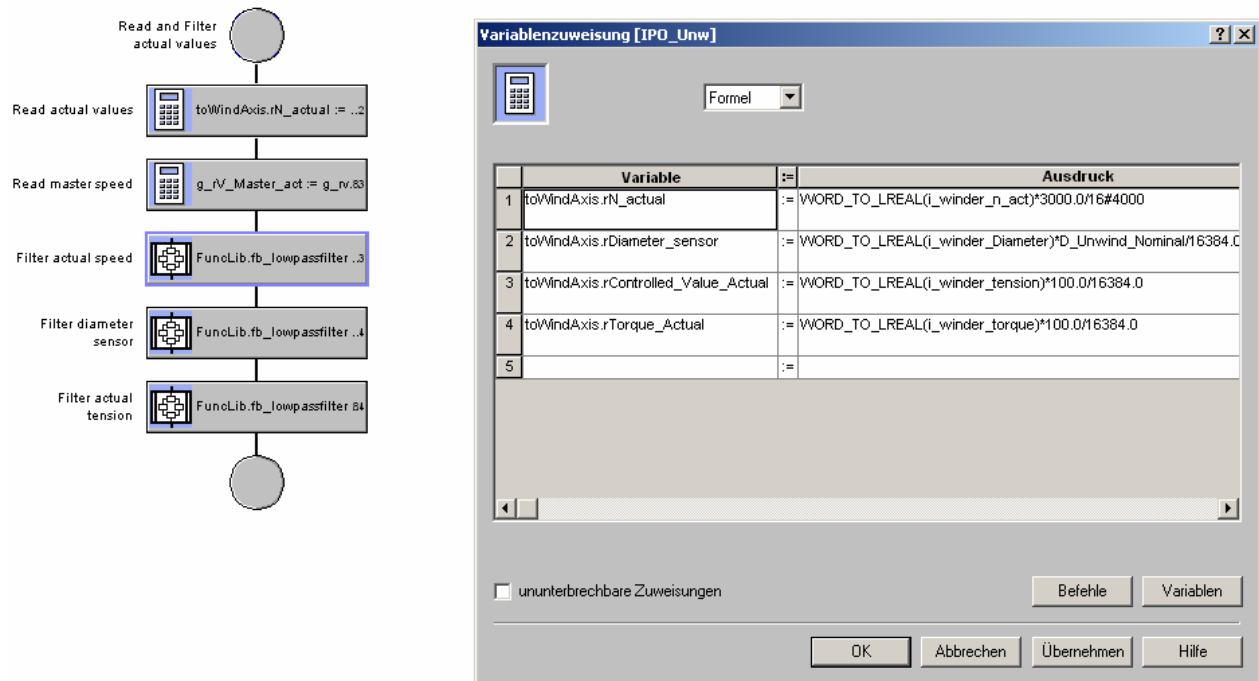 Read and Filter
actual values
Read actual values
toWindAxis.rN_actual := ..2
Read master speed
g_rV_Master_act := g_rv.83
Filter actual speed
FuncLib.fb_lowpassfilter ..3
Filter diameter
sensor
FuncLib.fb_lowpassfilter ..4
Filter actual
tension
FuncLib.fb_lowpassfilter 84
Variablenzuweisung [IPO_Unw]
Formel
Variable := Ausdruck
1 toWindAxis.rN_actual := WORD_TO_LREAL(i_winder_n_act)*3000.0/16#4000
2 toWindAxis.rDiameter_sensor := WORD_TO_LREAL(i_winder_Diameter)*D_Unwind_Nominal/16384.0
3 toWindAxis.rControlled_Value_Actual := WORD_TO_LREAL(i_winder_tension)*100.0/16384.0
4 toWindAxis.rTorque_Actual := WORD_TO_LREAL(i_winder_torque)*100.0/16384.0
5 :=
ununterbrechbare Zuweisungen
Befehle Variablen
OK Abbrechen Übernehmen Hilfe